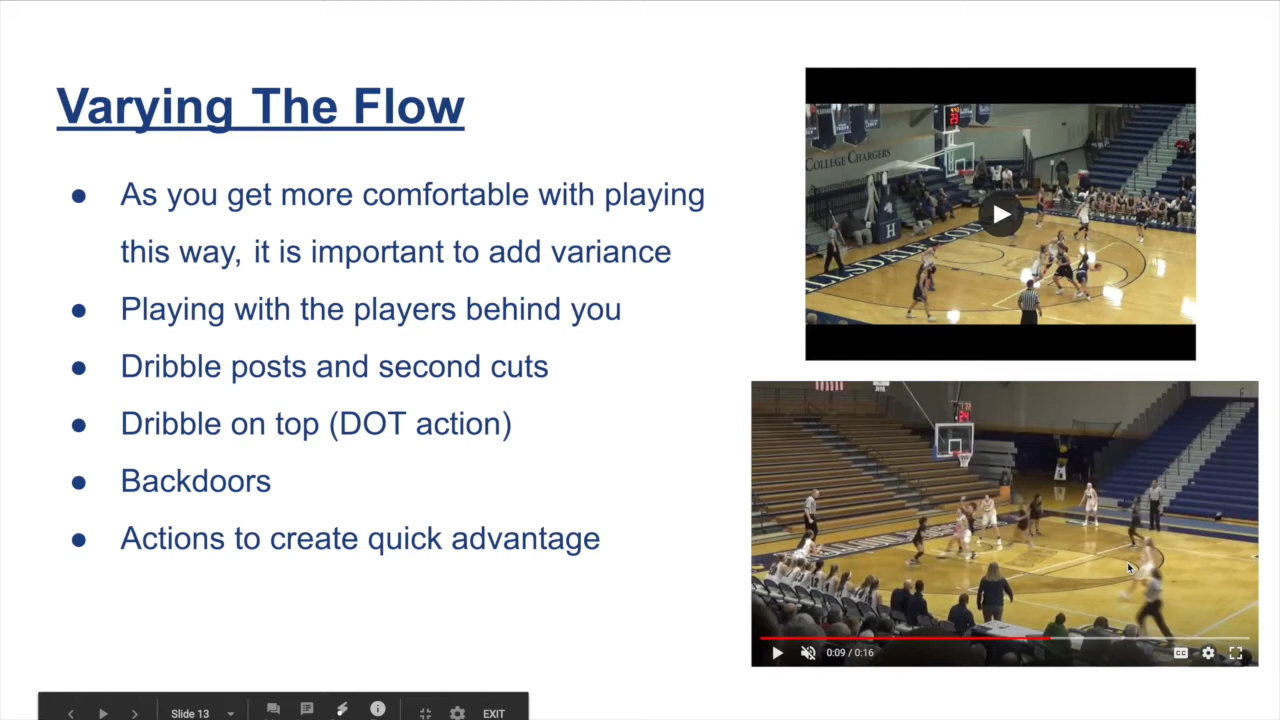 Varying The Flow
● As you get more comfortable with playing
this way, it is important to add variance
● Playing with the players behind you
● Dribble posts and second cuts
● Dribble on top (DOT action)
● Backdoors
● Actions to create quick advantage
COLLEGE CHARGERS
H
0:09 / 0:16
CC
Slide 13
EXIT